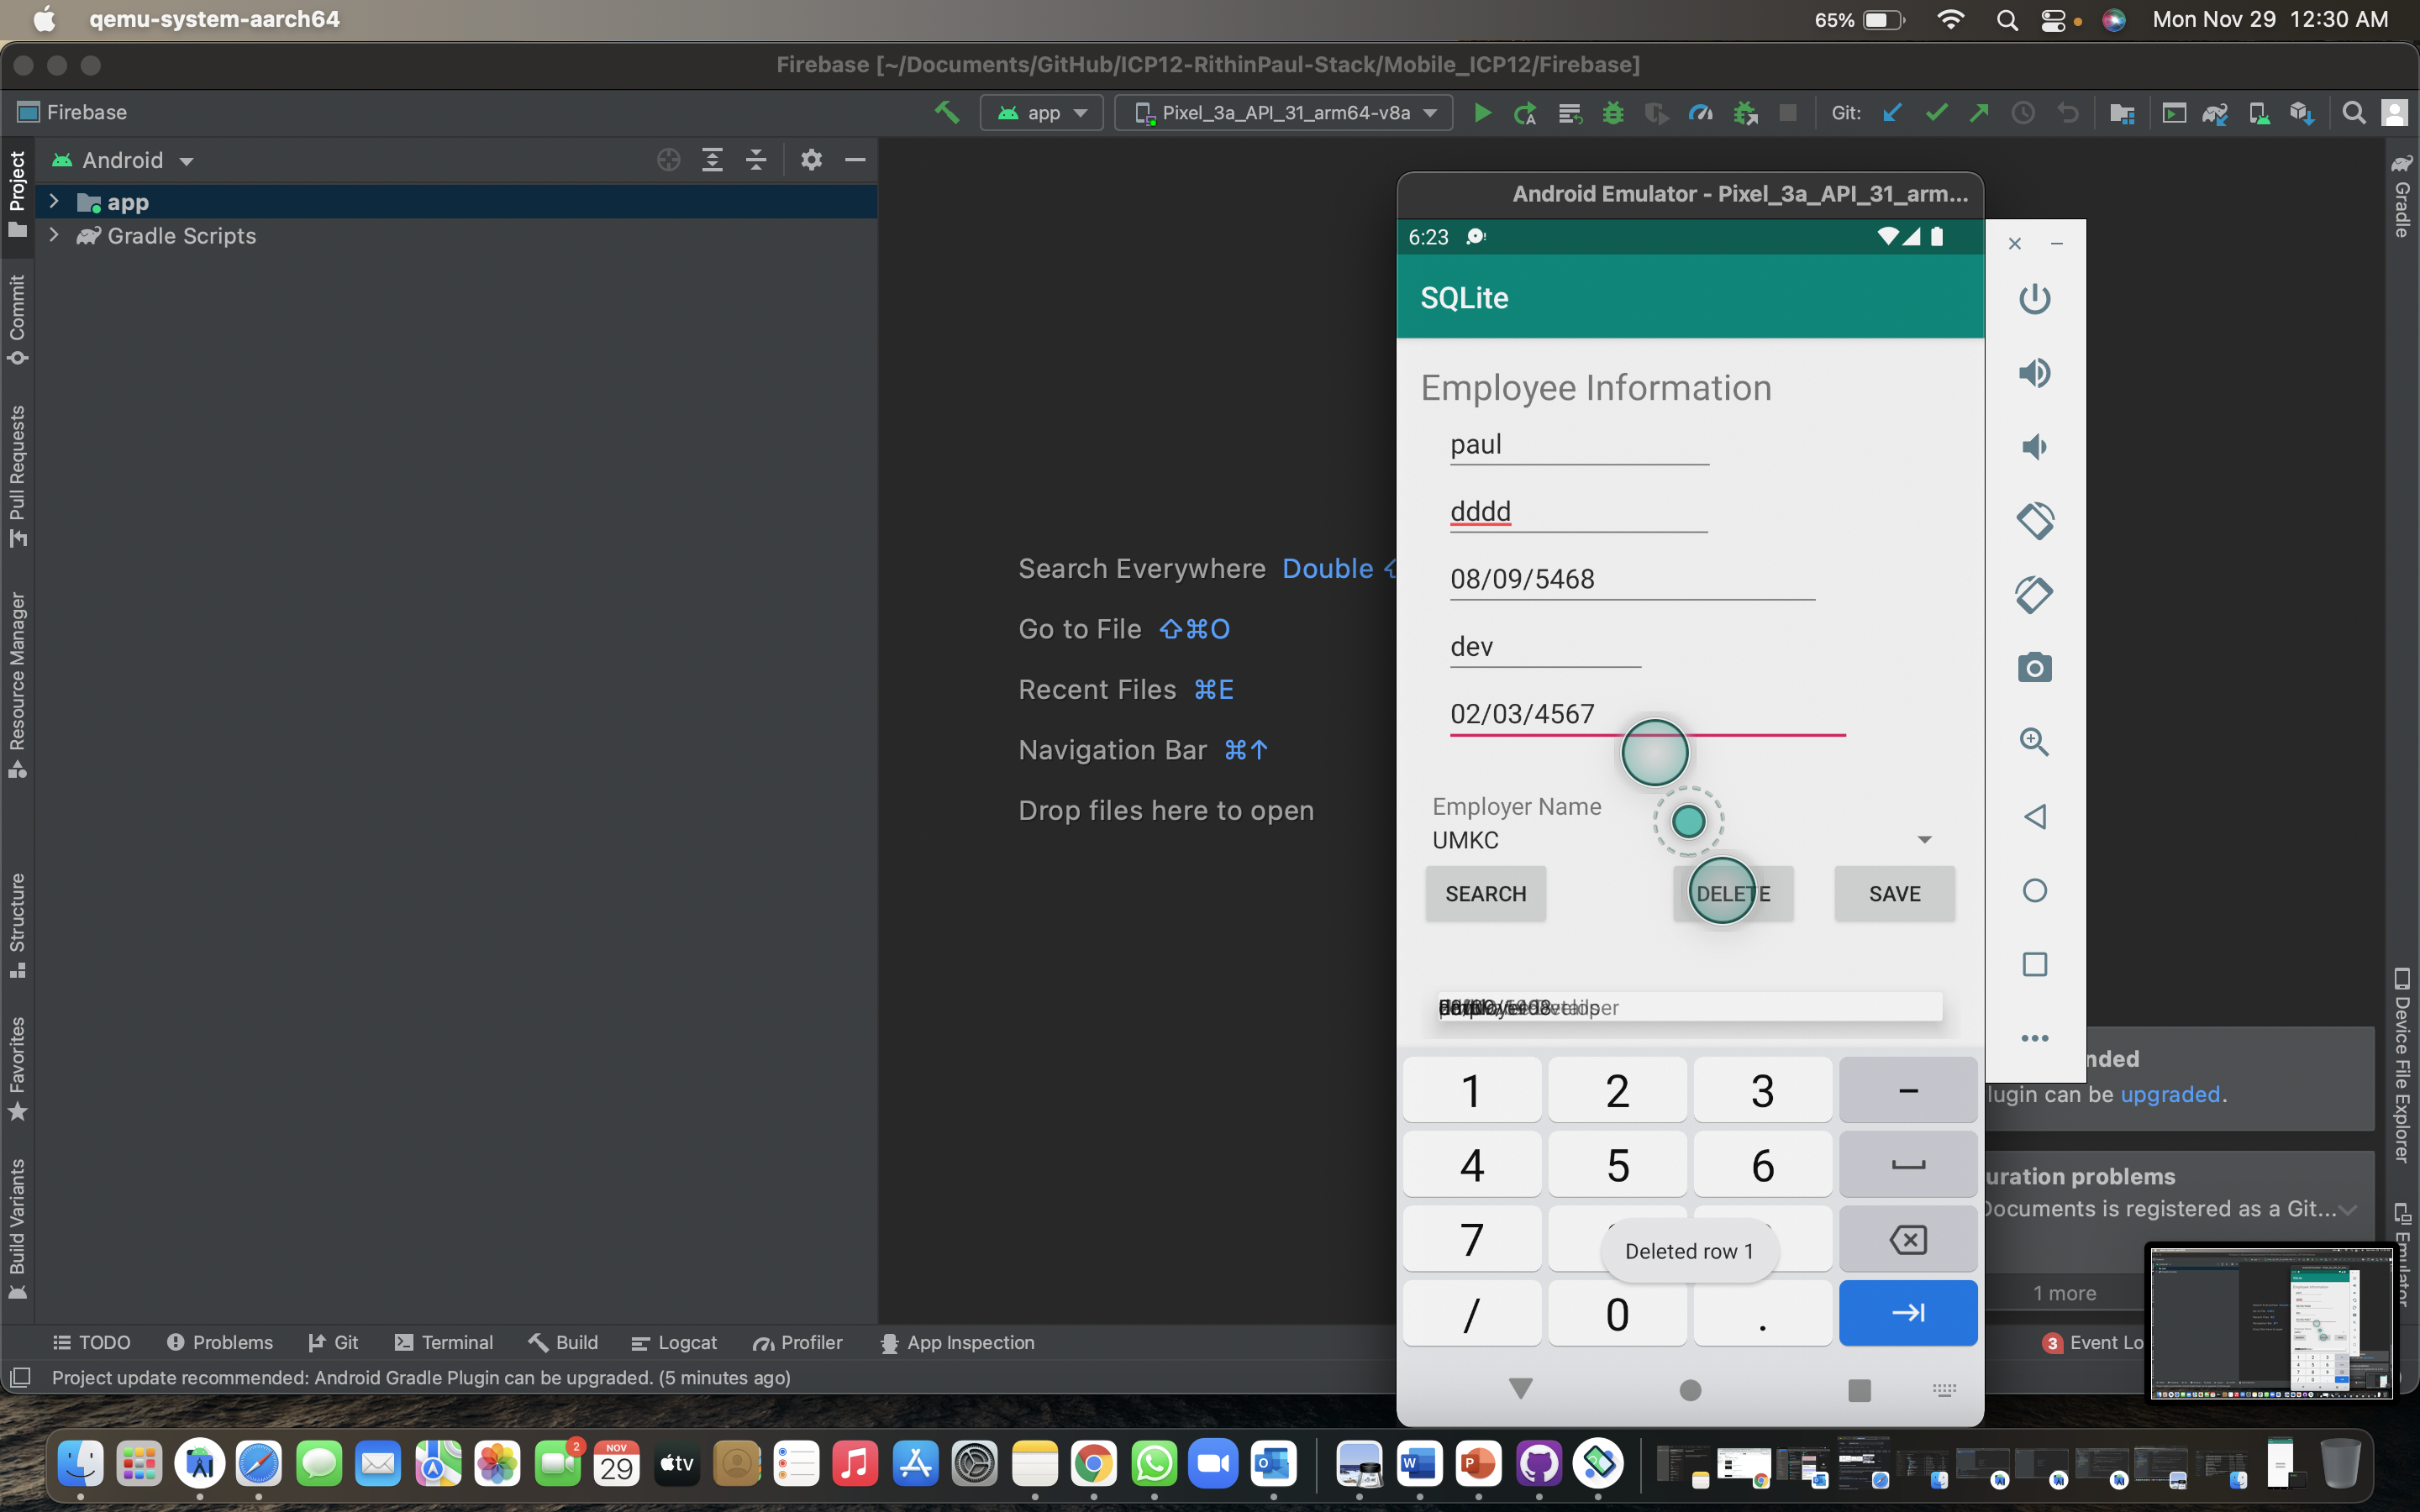 qemu-system-aarch64
65%
Mon Nov 29 12:30 AM
Firebase [~/Documents/GitHub/ICP12-RithinPaul-Stack/Mobile_ICP12/Firebase]
Firebase
app
Pixel_3a_API_31_arm64-v8a
Git:
Project
Android
app
Gradle Scripts
Commit
Pull Requests
Resource Manager
Structure
Favorites
Build Variants
Search Everywhere Double
Go to File ⇧⌘O
Recent Files ⌘E
Navigation Bar ⌘↑
Drop files here to open
Android Emulator - Pixel_3a_API_31_arm...
6:23
SQLite
Employee Information
paul
dddd
08/09/5468
dev
02/03/4567
Employer Name
UMKC
SEARCH
DELETE
SAVE
1 2 3 –
4 5 6
7
Deleted row 1
/ 0 .
Gradle
Device File Explorer
Emulator
nded
lugin can be upgraded.
uration problems
Documents is registered as a Git...
1 more
TODO
Problems
Git
Terminal
Build
Logcat
Profiler
App Inspection
3 Event Lo
Project update recommended: Android Gradle Plugin can be upgraded. (5 minutes ago)
2
NOV
29
tv